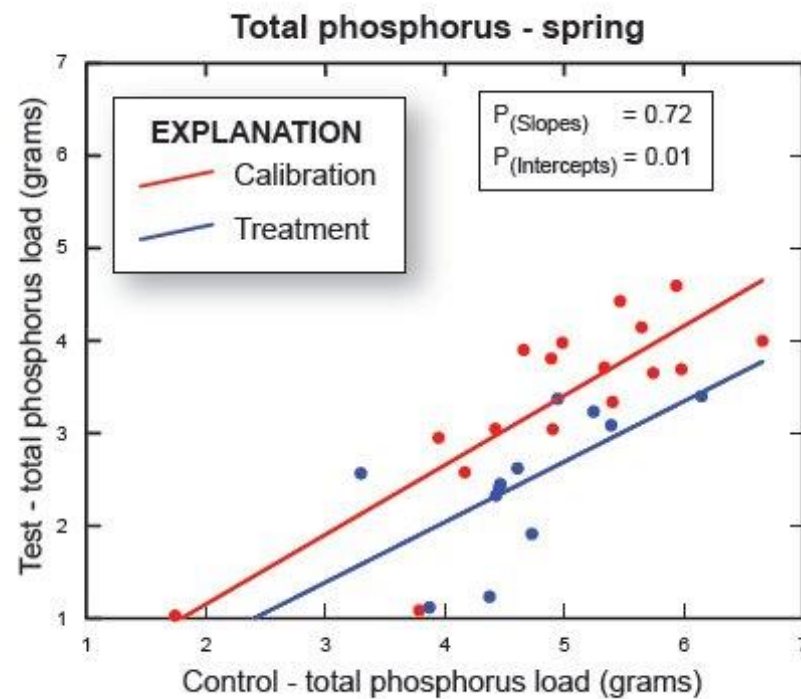 Total phosphorus - spring
7
6
5
4
3
2
1
Test - total phosphorus load (grams)
EXPLANATION
Calibration
Treatment
P(Slopes) = 0.72
P(Intercepts) = 0.01
1 2 3 4 5 6 7
Control - total phosphorus load (grams)